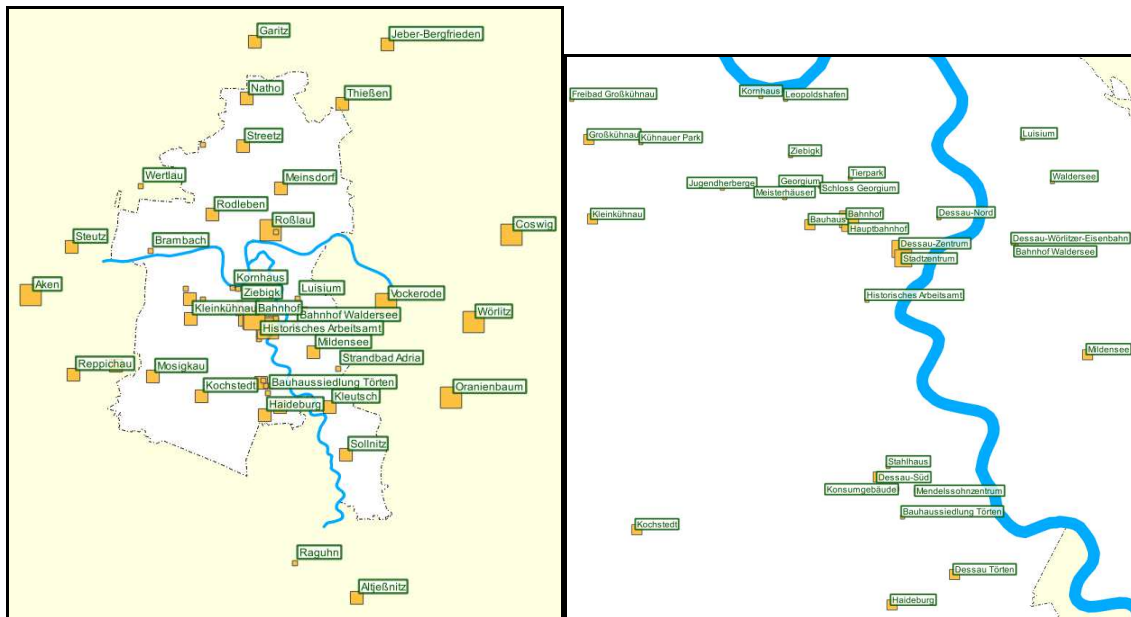 Garitz
Jeber-Bergfrieden
Natho
Thießen
Streetz
Wertlau
Meinsdorf
Rodleben
Roßlau
Coswig
Steutz
Brambach
Kornhaus
Aken
Ziebigk
Luisium
Vockerode
Kleinkühnau
Bahnhof
Bahnhof Waldersee
Wörlitz
Historisches Arbeitsamt
Mildensee
Strandbad Adria
Reppichau
Mosigkau
Kochstedt
Bauhaussiedlung Törten
Oranienbaum
Haideburg
Kleutsch
Sollnitz
Raguhn
Altjeßnitz
Freibad Großkühnau
Kornhaus
Leopoldshafen
Großkühnau
Kühnauer Park
Luisium
Ziebigk
Tierpark
Waldersee
Jugendherberge
Georgium
Schloss Georgium
Meisterhäuser
Kleinkühnau
Bauhaus
Bahnhof
Dessau-Nord
Hauptbahnhof
Dessau-Zentrum
Dessau-Wörlitzer-Eisenbahn
Bahnhof Waldersee
Stadtzentrum
Historisches Arbeitsamt
Mildensee
Stahlhaus
Dessau-Süd
Konsumgebäude
Mendelssohnzentrum
Bauhaussiedlung Törten
Kochstedt
Dessau Törten
Haideburg